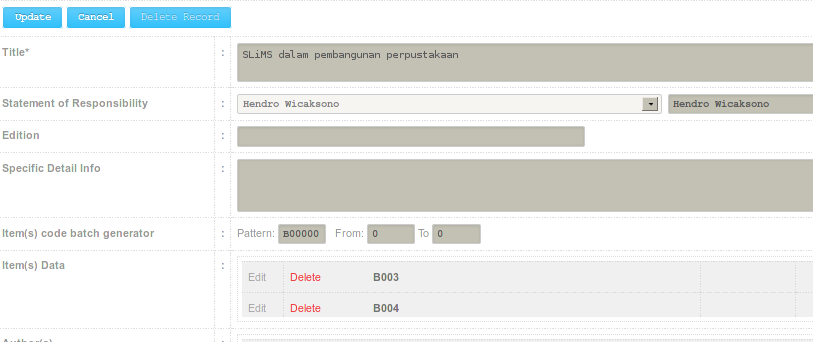 Update Cancel Delete Record
Title* : SLiMS dalam pembangunan perpustakaan
Statement of Responsibility : Hendro Wicaksono Hendro Wicaksono
Edition :
Specific Detail Info :
Item(s) code batch generator : Pattern: B00000 From: 0 To 0
Item(s) Data :
Edit Delete B003
Edit Delete B004
Author(s)